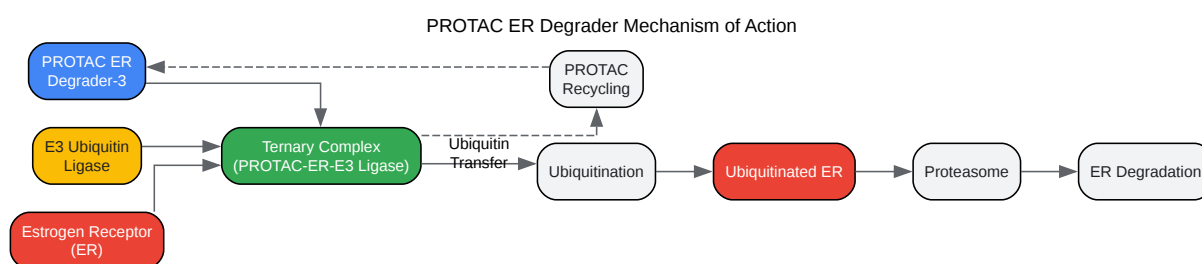 PROTAC ER Degrader Mechanism of Action
PROTAC ER
Degrader-3
PROTAC
Recycling
E3 Ubiquitin
Ligase
Ternary Complex
(PROTAC-ER-E3 Ligase)
Ubiquitin
Transfer
Ubiquitination
Ubiquitinated ER
Proteasome
ER Degradation
Estrogen Receptor
(ER)